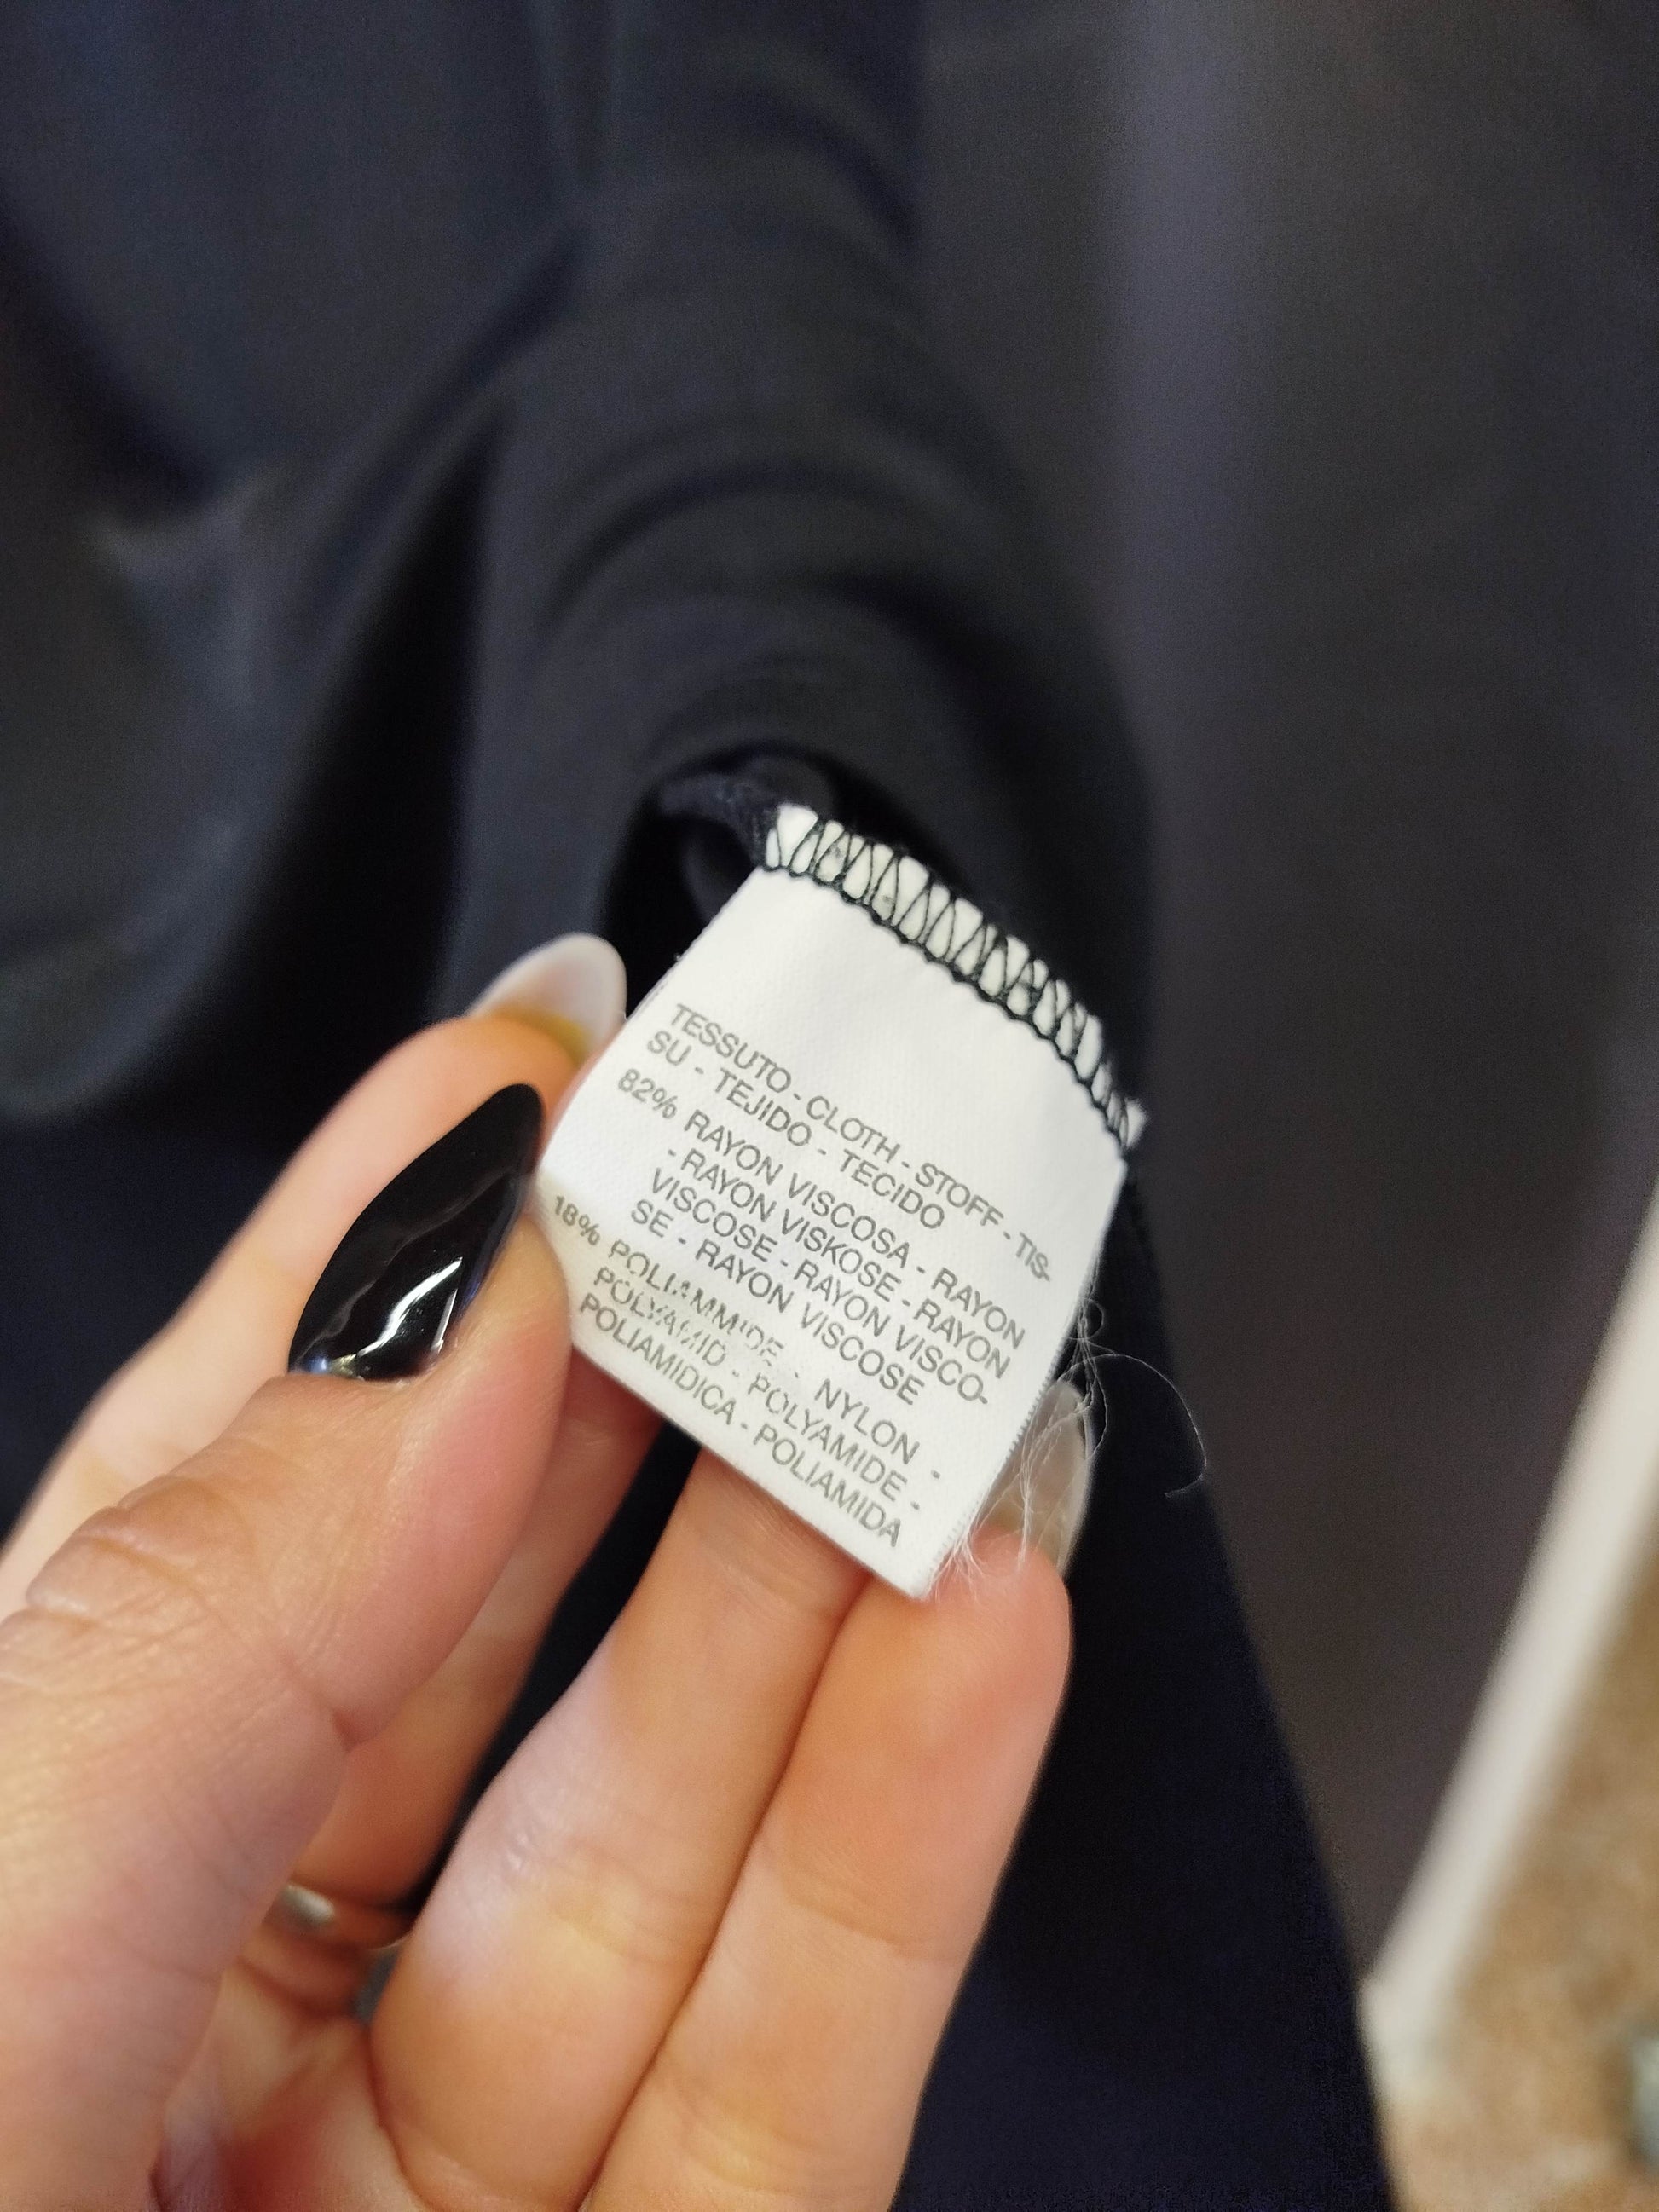 TESSUTO - CLOTH - STOFF - TIS-
SU - TEJIDO - TECIDO
82% RAYON VISCOSA - RAYON
- RAYON VISKOSE - RAYON
VISCOSE - RAYON VISCO-
SE - RAYON VISCOSE
18% POLIAMMIDE - NYLON -
POLYAMID - POLYAMIDE -
POLIAMIDICA - POLIAMIDA